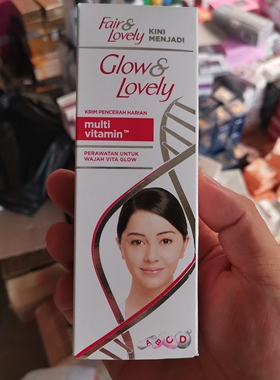 Fair &
Lovely
KINI
MENJADI
Glow &
Lovely
KRIM PENCERAH HARIAN
multi
vitamin™
PERAWATAN UNTUK
WAJAH VITA GLOW
A B C D